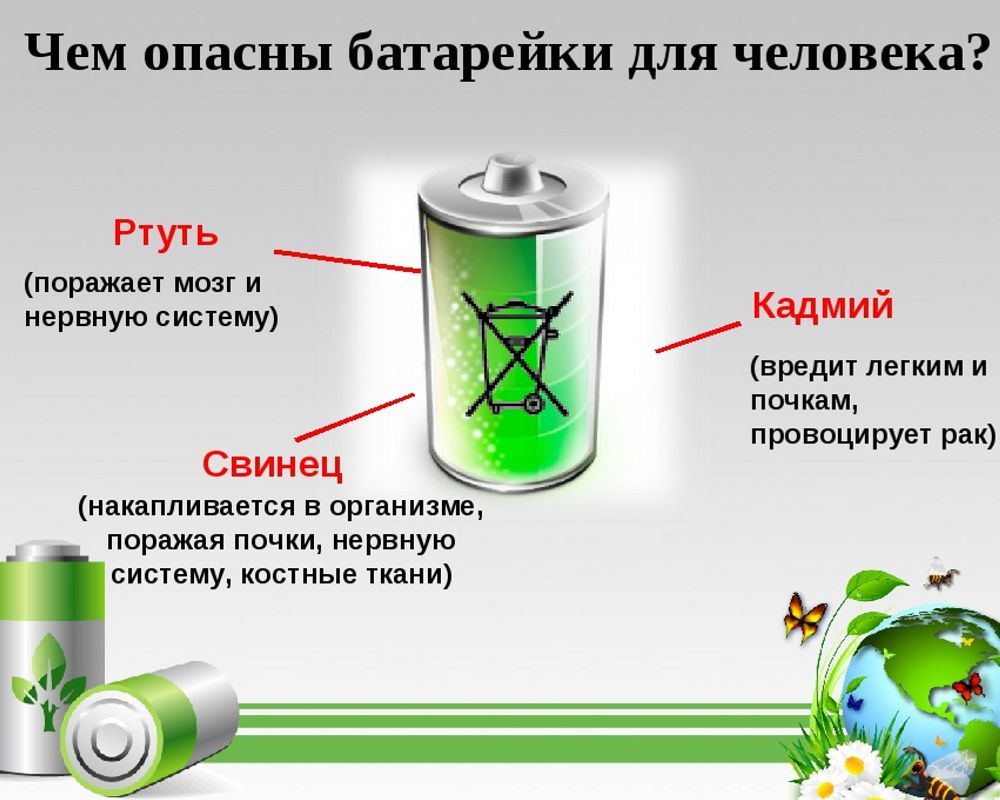 Чем опасны батарейки для человека?
Ртуть
(поражает мозг и
нервную систему)
Кадмий
(вредит легким и
почкам,
провоцирует рак)
Свинец
(накапливается в организме,
поражая почки, нервную
систему, костные ткани)